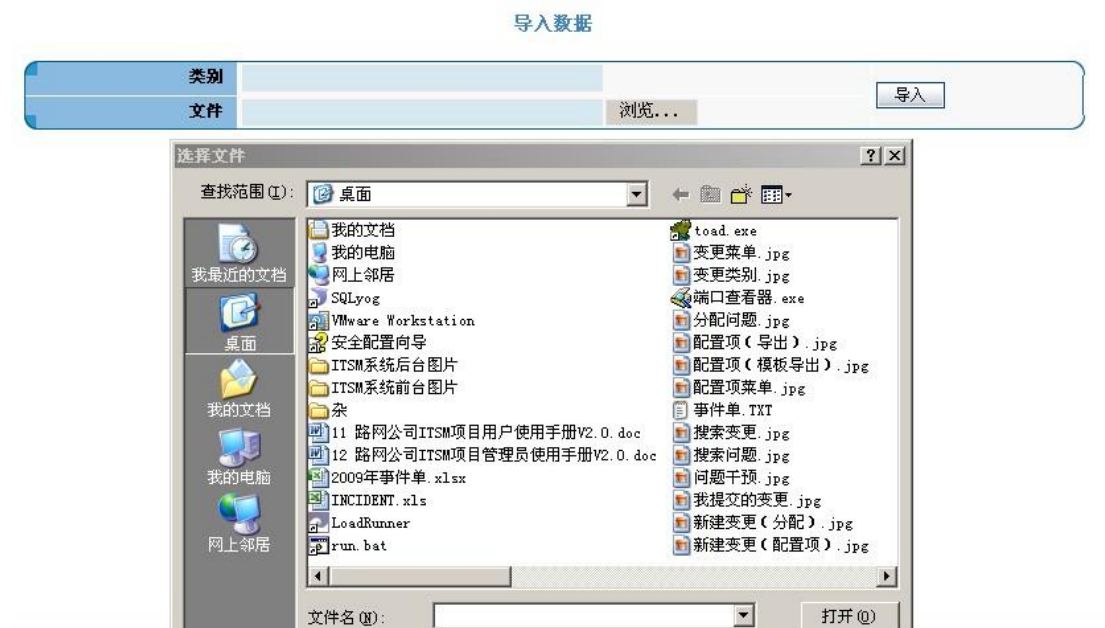 导入数据
类别
导入
文件
浏览...
选择文件
查找范围(I):
桌面
我最近的文档
桌面
我的文档
我的电脑
网上邻居
我的文档
我的电脑
网上邻居
SQLyog
VMware Workstation
安全配置向导
ITSM系统后台图片
ITSM系统前台图片
杂
11 路网公司ITSM项目用户使用手册V2.0.doc
12 路网公司ITSM项目管理员使用手册V2.0.doc
2009年事件单.xlsx
INCIDENT.xls
LoadRunner
run.bat
toad.exe
变更菜单.jpg
变更类别.jpg
端口查看器.exe
分配问题.jpg
配置项(导出).jpg
配置项(模板导出).jpg
配置项菜单.jpg
事件单.TXT
搜索变更.jpg
搜索问题.jpg
问题干预.jpg
我提交的变更.jpg
新建变更(分配).jpg
新建变更(配置项).jpg
文件名(N):
打开(O)